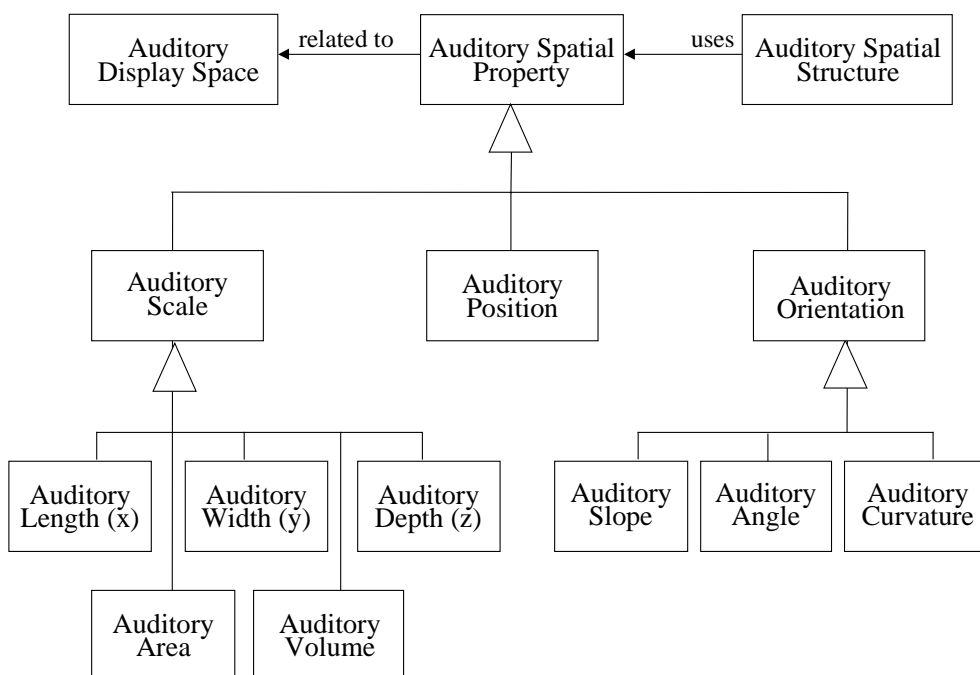 Auditory
Display Space
related to
Auditory Spatial
Property
uses
Auditory Spatial
Structure
Auditory
Scale
Auditory
Position
Auditory
Orientation
Auditory
Length (x)
Auditory
Width (y)
Auditory
Depth (z)
Auditory
Slope
Auditory
Angle
Auditory
Curvature
Auditory
Area
Auditory
Volume